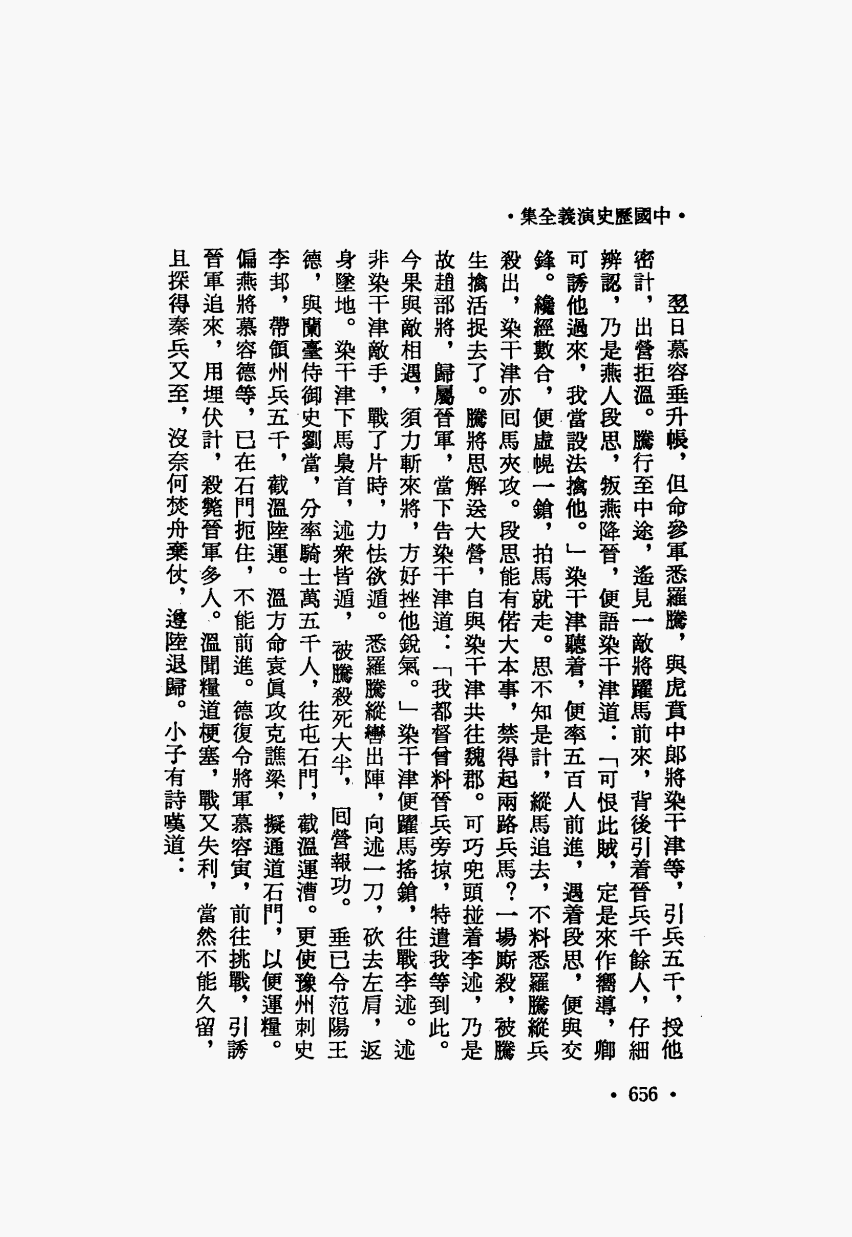 ·中國歷史演義全集·
翌日慕容垂升帳，但命參軍悉羅騰，與虎賁中郎將染干津等，引兵五千，授他
密計，出營拒溫。騰行至中途，遙見一敵將躍馬前來，背後引着晉兵千餘人，仔細
辨認，乃是燕人段思，叛燕降晉，便語染干津道：「可恨此賊，定是來作嚮導，卿
可誘他過來，我當設法擒他。」染干津聽着，便率五百人前進，遇着段思，便與交
鋒。纔經數合，便虛幌一鎗，拍馬就走。思不知是計，縱馬追去，不料悉羅騰縱兵
殺出，染干津亦回馬夾攻。段思能有偌大本事，禁得起兩路兵馬？一場廝殺，被騰
生擒活捉去了。騰將思解送大營，自與染干津共往魏郡。可巧兜頭碰着李述，乃是
故趙部將，歸屬晉軍，當下告染干津道：「我都督曾料晉兵旁掠，特遣我等到此。
今果與敵相遇，須力斬來將，方好挫他銳氣。」染干津便躍馬搖鎗，往戰李述。述
非染干津敵手，戰了片時，力怯欲遁。悉羅騰縱轡出陣，向述一刀，砍去左肩，返
身墜地。染干津下馬梟首，述衆皆遁，被騰殺死大半，回營報功。垂已令范陽王
德，與蘭臺侍御史劉當，分率騎士萬五千人，往屯石門，截溫運漕。更使豫州刺史
李邽，帶領州兵五千，截溫陸運。溫方命袁眞攻克譙梁，擬通道石門，以便運糧。
偏燕將慕容德等，已在石門扼住，不能前進。德復令將軍慕容寅，前往挑戰，引誘
晉軍追來，用埋伏計，殺斃晉軍多人。溫聞糧道梗塞，戰又失利，當然不能久留，
且探得秦兵又至，沒奈何焚舟棄仗，遵陸退歸。小子有詩嘆道：
·656·